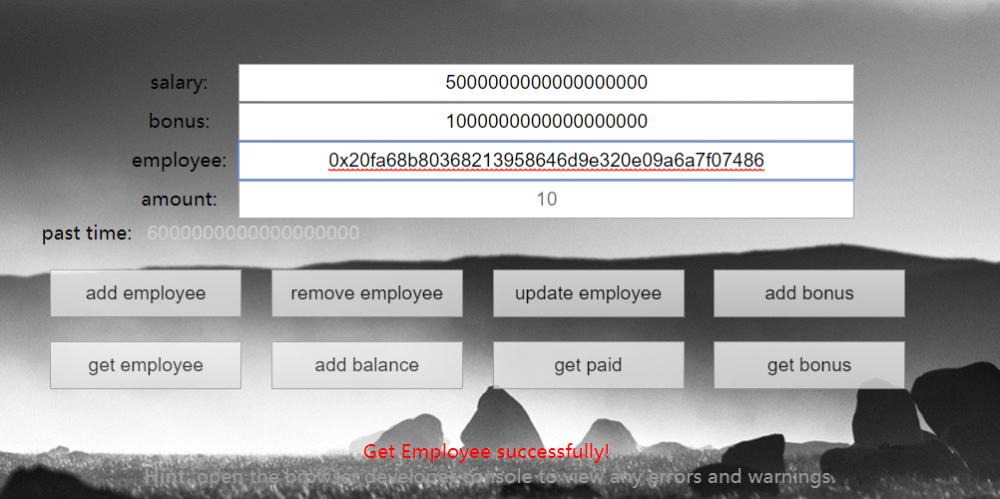 salary: 5000000000000000000
bonus: 1000000000000000000
employee: 0x20fa68b80368213958646d9e320e09a6a7f07486
amount: 10
past time: 6000000000000000000
add employee remove employee update employee add bonus
get employee add balance get paid get bonus
Get Employee successfully!
Hint: open the browser developer console to view any errors and warnings.